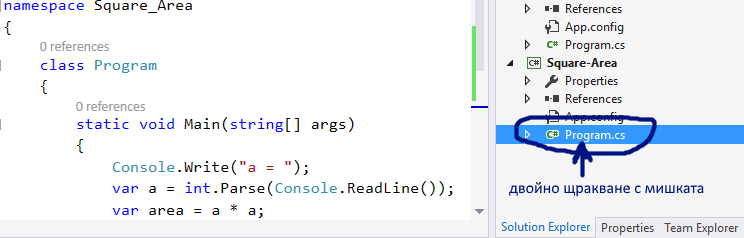 namespace Square_Area
{
0 references
class Program
{
0 references
static void Main(string[] args)
{
Console.Write("a = ");
var a = int.Parse(Console.ReadLine());
var area = a * a;
References
App.config
C# Program.cs
C# Square-Area
Properties
References
App.config
C# Program.cs
двойно щракване с мишката
Solution Explorer Properties Team Explorer